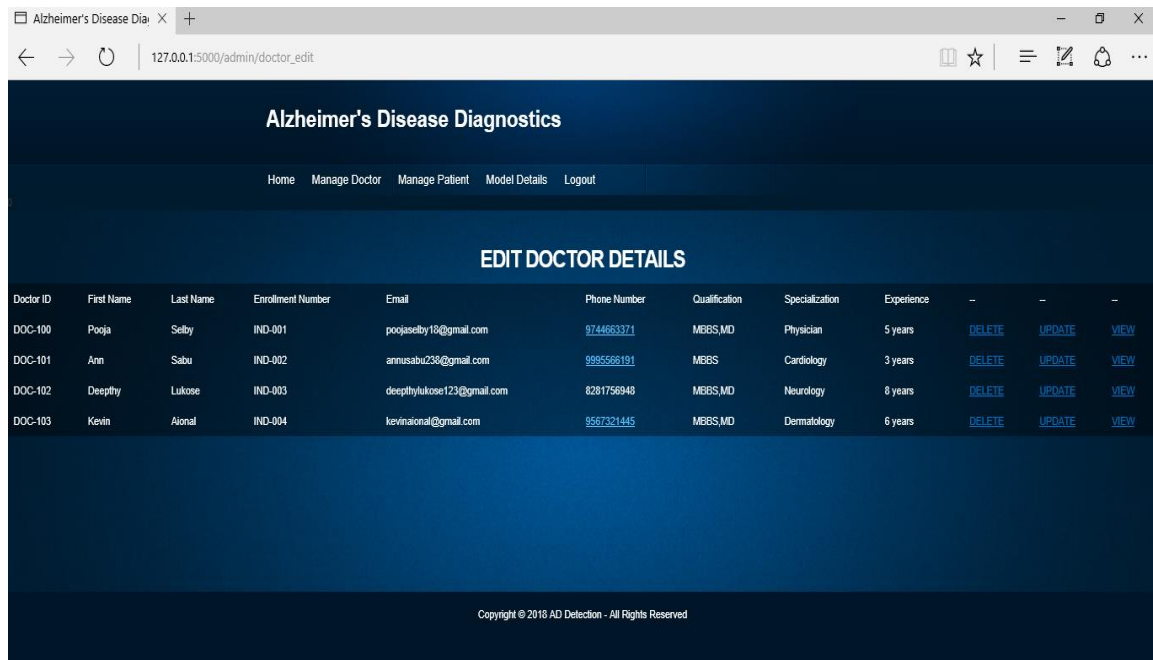 Alzheimer's Disease Dia
127.0.0.1:5000/admin/doctor_edit
Alzheimer's Disease Diagnostics
Home Manage Doctor Manage Patient Model Details Logout
EDIT DOCTOR DETAILS
Doctor ID First Name Last Name Enrollment Number Email Phone Number Qualification Specialization Experience -- -- --
DOC-100 Pooja Selby IND-001 poojaselby18@gmail.com 9744663371 MBBS,MD Physician 5 years DELETE UPDATE VIEW
DOC-101 Ann Sabu IND-002 annusabu238@gmail.com 9995566191 MBBS Cardiology 3 years DELETE UPDATE VIEW
DOC-102 Deepthy Lukose IND-003 deepthylukose123@gmail.com 8281756948 MBBS,MD Neurology 8 years DELETE UPDATE VIEW
DOC-103 Kevin Aional IND-004 kevinaional@gmail.com 9567321445 MBBS,MD Dermatology 6 years DELETE UPDATE VIEW
Copyright © 2018 AD Detection - All Rights Reserved